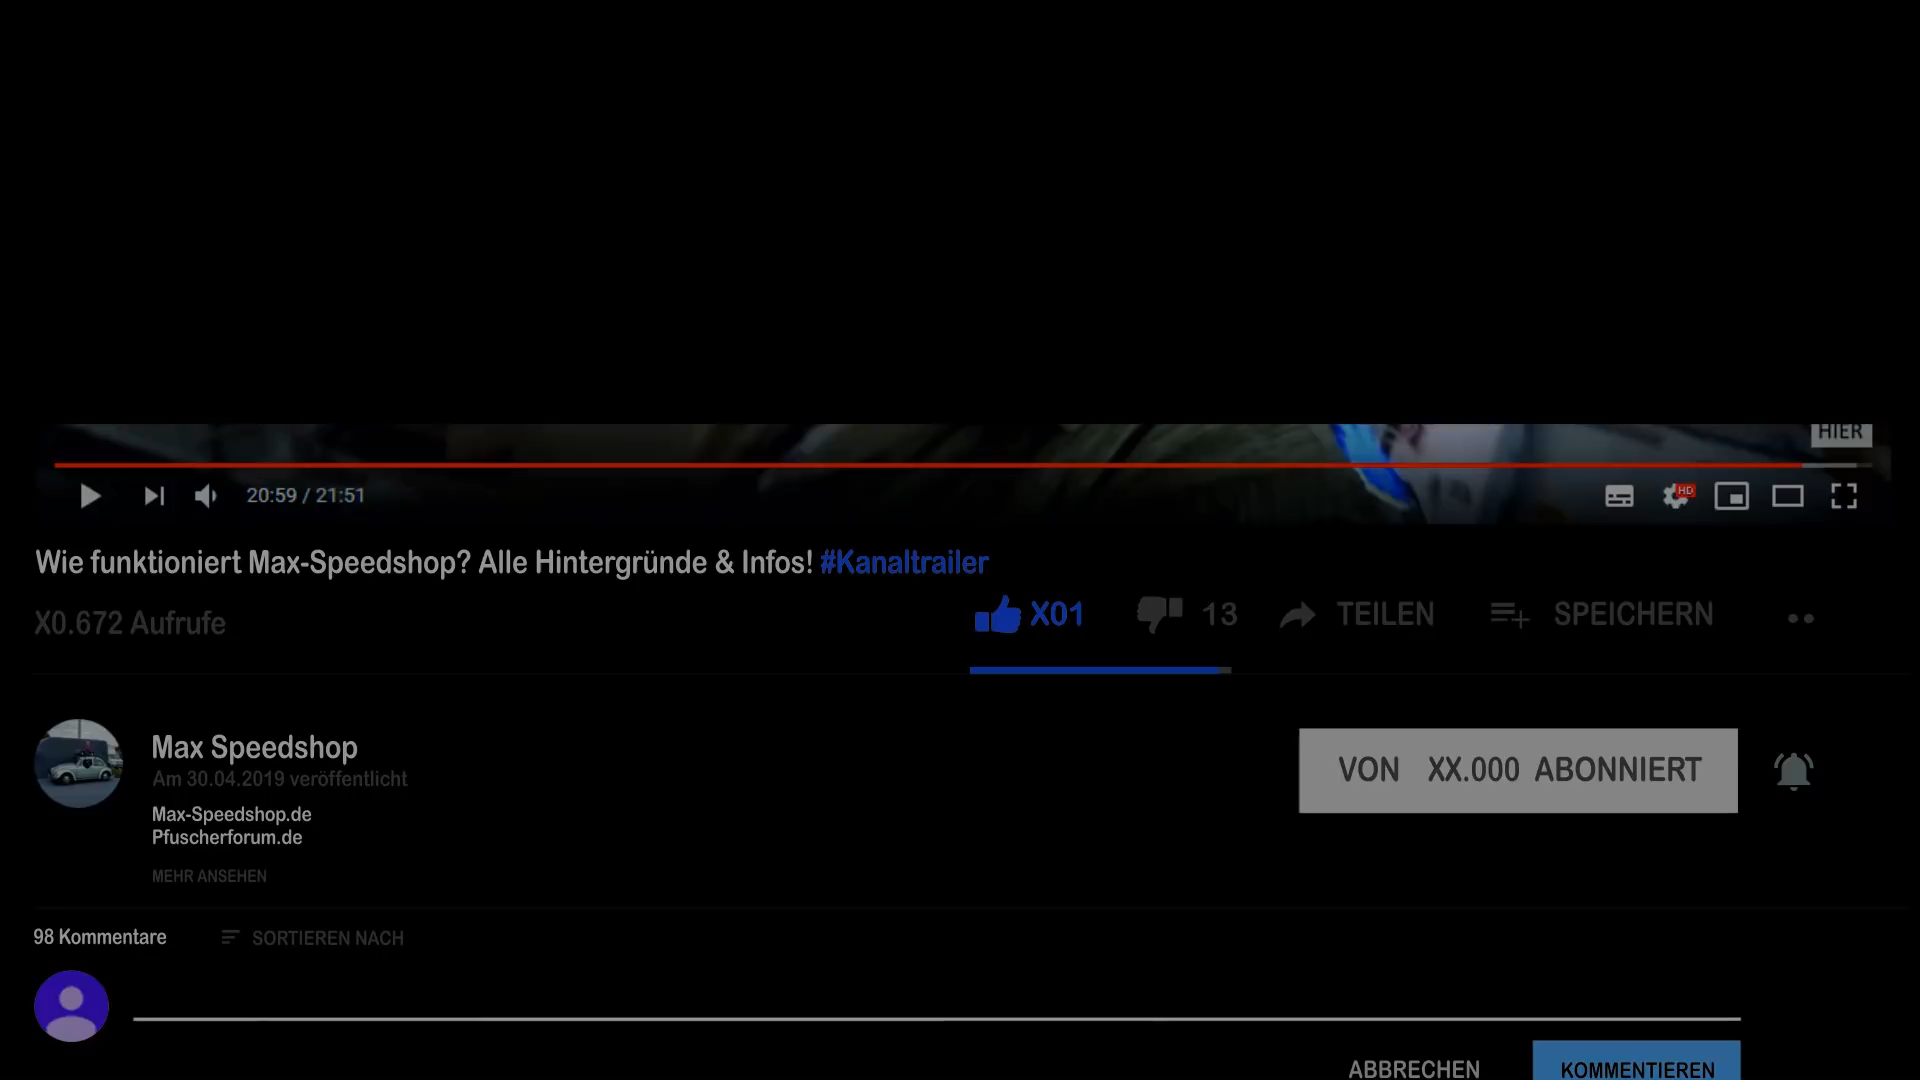 HIER
20:59 / 21:51
HD
Wie funktioniert Max-Speedshop? Alle Hintergründe & Infos! #Kanaltrailer
X0.672 Aufrufe
X01
13
TEILEN
SPEICHERN
Max Speedshop
Am 30.04.2019 veröffentlicht
Max-Speedshop.de
Pfuscherforum.de
MEHR ANSEHEN
VON XX.000 ABONNIERT
98 Kommentare
SORTIEREN NACH
ABBRECHEN
KOMMENTIEREN